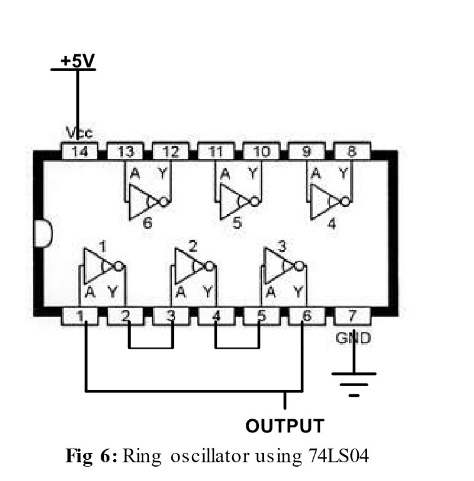 +5V
Vcc
14 13 12 11 10 9 8
A Y A Y A Y
6 5 4
1 2 3
A Y A Y A Y
1 2 3 4 5 6 7
GND
OUTPUT
Fig 6: Ring oscillator using 74LS04